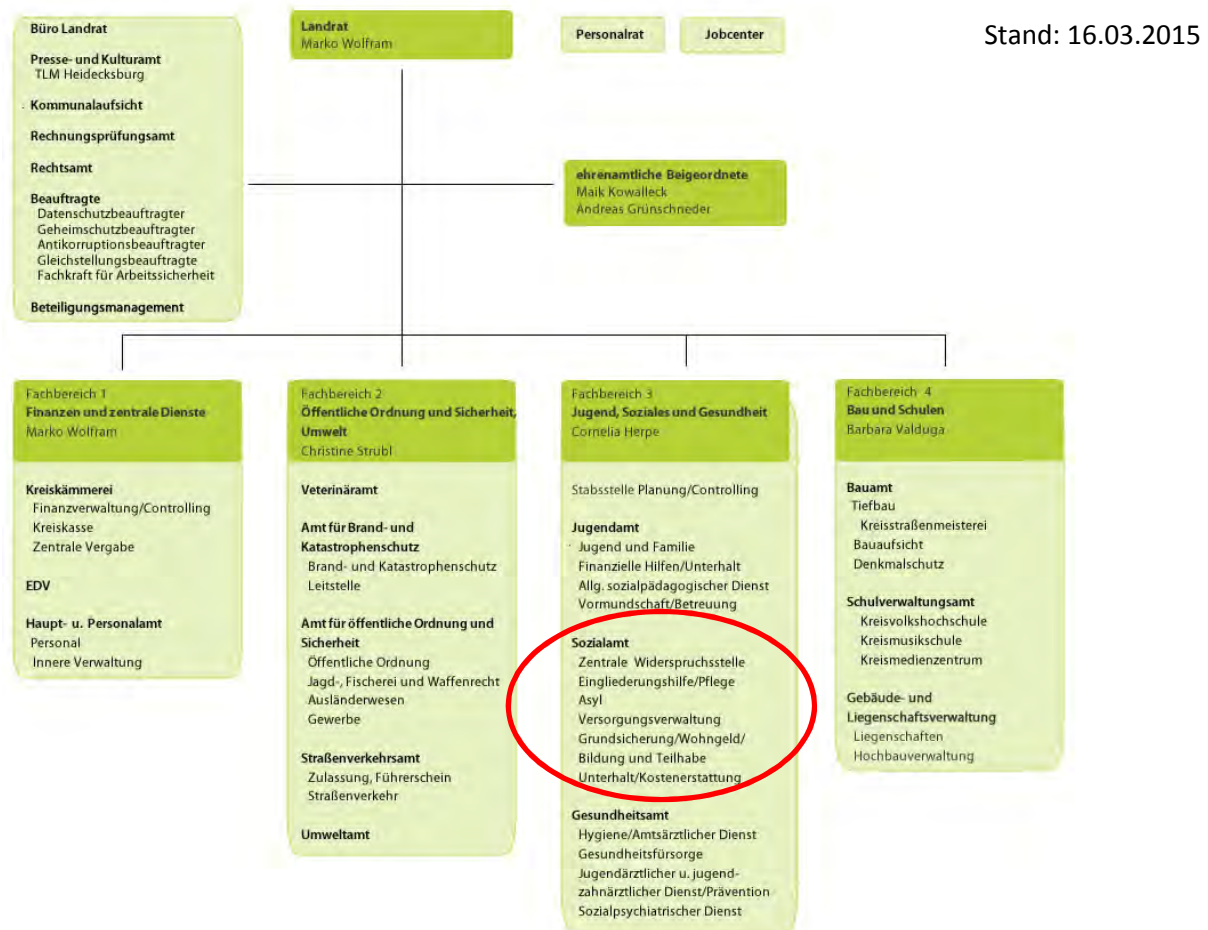 Büro Landrat
Presse- und Kulturamt
TLM Heidecksburg
Kommunalaufsicht
Rechnungsprüfungsamt
Rechtsamt
Beauftragte
Datenschutzbeauftragter
Geheimschutzbeauftragter
Antikorruptionsbeauftragter
Gleichstellungsbeauftragte
Fachkraft für Arbeitssicherheit
Beteiligungsmanagement
Landrat
Marko Wolfram
Personalrat
Jobcenter
Stand: 16.03.2015
ehrenamtliche Beigeordnete
Maik Kowalleck
Andreas Grünschneder
Fachbereich 1
Finanzen und zentrale Dienste
Marko Wolfram
Kreiskämmerei
Finanzverwaltung/Controlling
Kreiskasse
Zentrale Vergabe
EDV
Haupt- u. Personalamt
Personal
Innere Verwaltung
Fachbereich 2
Öffentliche Ordnung und Sicherheit,
Umwelt
Christine Strubl
Veterinäramt
Amt für Brand- und
Katastrophenschutz
Brand- und Katastrophenschutz
Leitstelle
Amt für öffentliche Ordnung und
Sicherheit
Öffentliche Ordnung
Jagd-, Fischerei und Waffenrecht
Ausländerwesen
Gewerbe
Straßenverkehrsamt
Zulassung, Führerschein
Straßenverkehr
Umweltamt
Fachbereich 3
Jugend, Soziales und Gesundheit
Cornelia Herpe
Stabsstelle Planung/Controlling
Jugendamt
Jugend und Familie
Finanzielle Hilfen/Unterhalt
Allg. sozialpädagogischer Dienst
Vormundschaft/Betreuung
Sozialamt
Zentrale Widerspruchsstelle
Eingliederungshilfe/Pflege
Asyl
Versorgungsverwaltung
Grundsicherung/Wohngeld/
Bildung und Teilhabe
Unterhalt/Kostenerstattung
Gesundheitsamt
Hygiene/Amtsärztlicher Dienst
Gesundheitsfürsorge
Jugendärztlicher u. jugend-
zahnärztlicher Dienst/Prävention
Sozialpsychiatrischer Dienst
Fachbereich 4
Bau und Schulen
Barbara Valduga
Bauamt
Tiefbau
Kreisstraßenmeisterei
Bauaufsicht
Denkmalschutz
Schulverwaltungsamt
Kreisvolkshochschule
Kreismusikschule
Kreismedienzentrum
Gebäude- und
Liegenschaftsverwaltung
Liegenschaften
Hochbauverwaltung